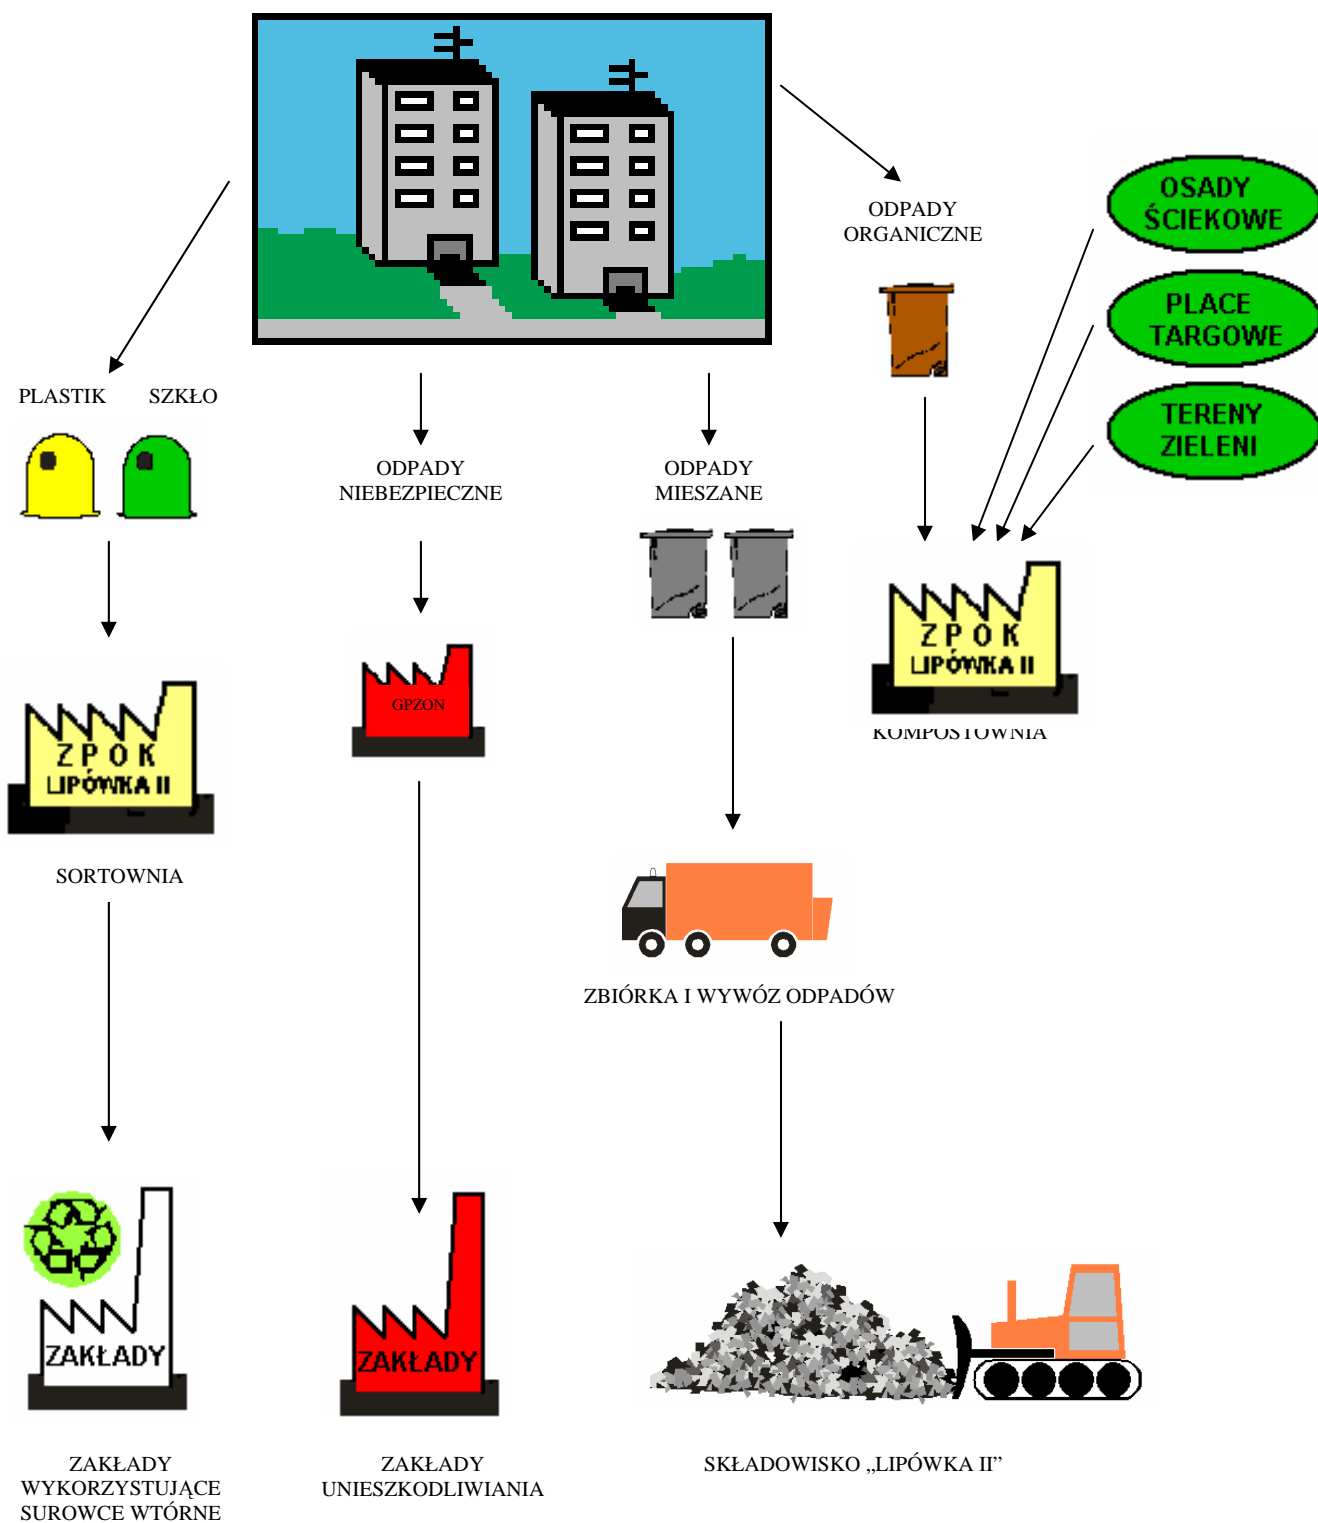 ODPADY
ORGANICZNE
OSADY
ŚCIEKOWE
PLACE
TARGOWE
TERENY
ZIELENI
PLASTIK SZKŁO
ODPADY
NIEBEZPIECZNE
ODPADY
MIESZANE
ZPOK
LIPÓWKA II
KOMPOSTOWNIA
GPZON
ZPOK
LIPÓWKA II
SORTOWNIA
ZBIÓRKA I WYWÓZ ODPADÓW
ZAKŁADY
ZAKŁADY
ZAKŁADY
WYKORZYSTUJĄCE
SUROWCE WTÓRNE
ZAKŁADY
UNIESZKODLIWIANIA
SKŁADOWISKO „LIPÓWKA II”